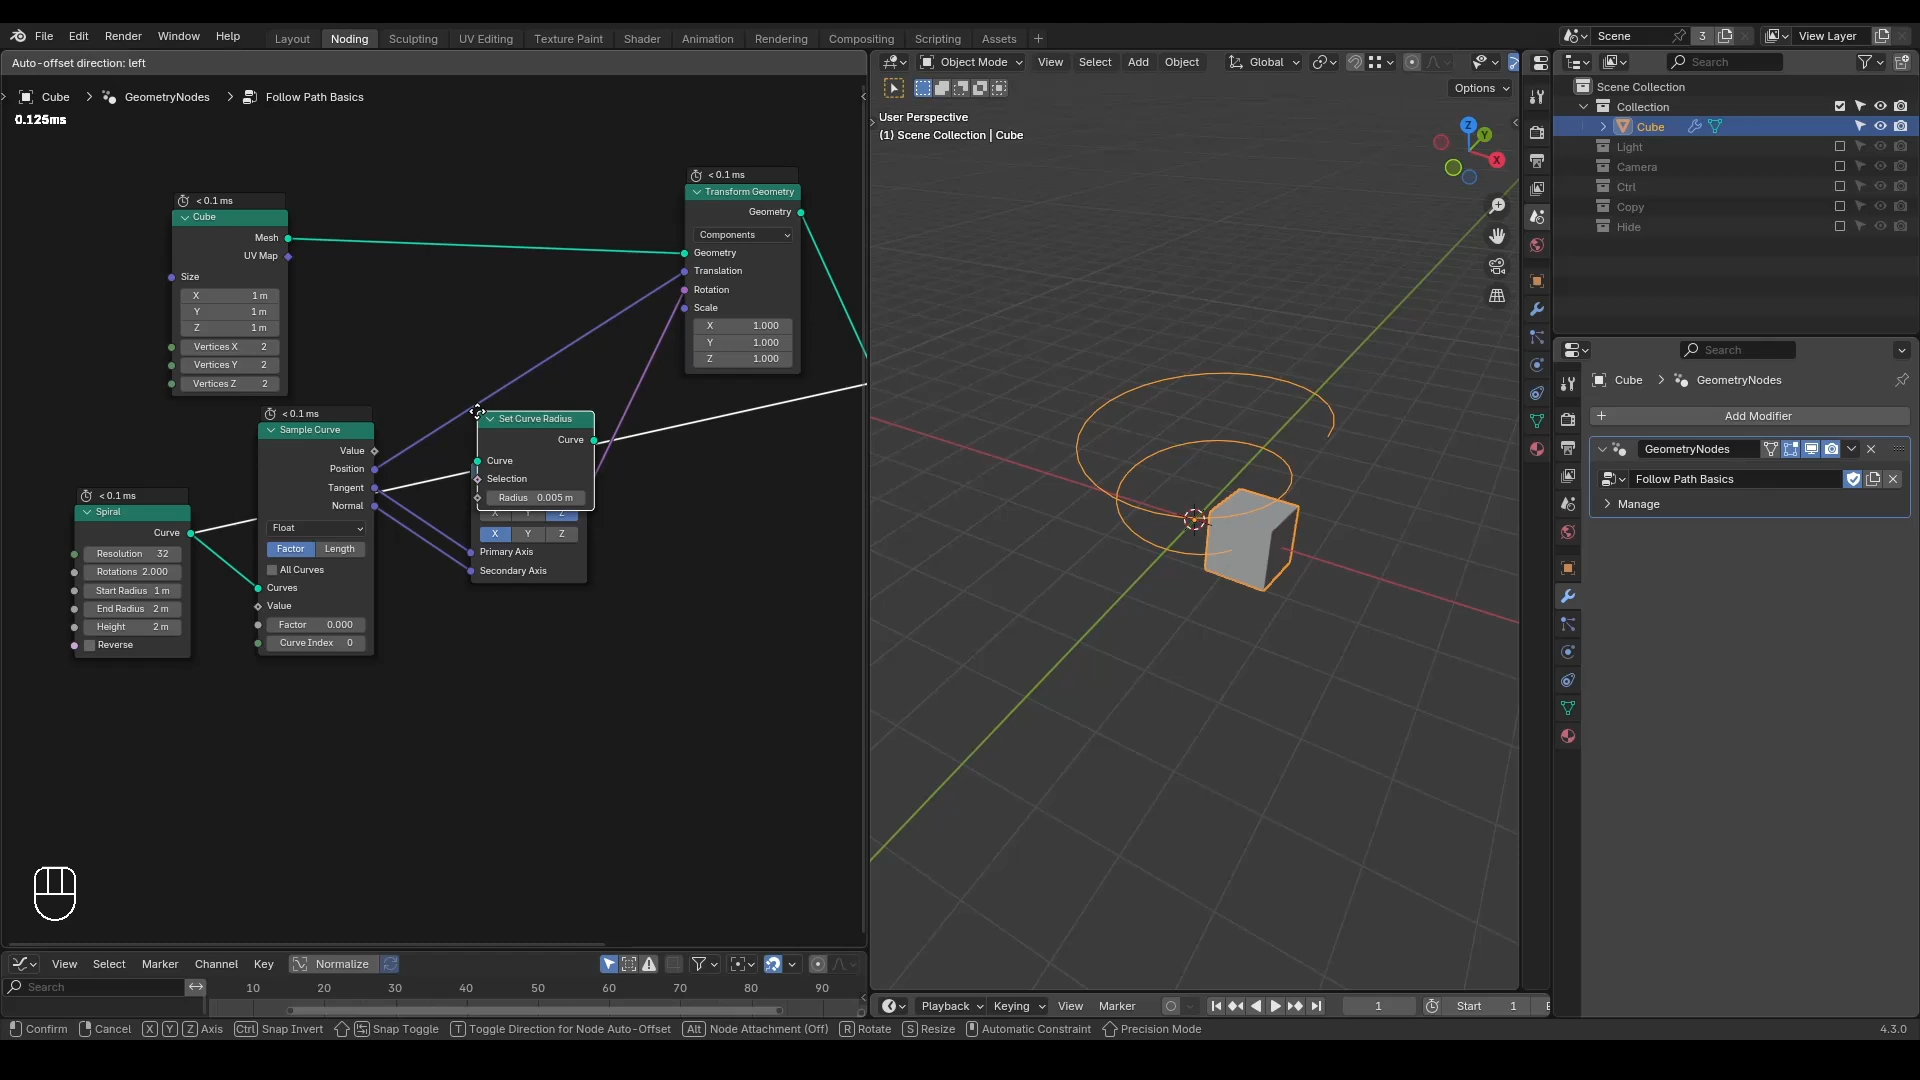 File Edit Render Window Help
Layout Noding Sculpting UV Editing Texture Paint Shader Animation Rendering Compositing Scripting Assets +
Scene 3 View Layer
Auto-offset direction: left
Object Mode View Select Add Object Global
Search
Options
Cube > GeometryNodes > Follow Path Basics
0.125ms
User Perspective
(1) Scene Collection | Cube
Z Y X
Scene Collection
Collection
Cube
Light
Camera
Ctrl
Copy
Hide
< 0.1 ms
Transform Geometry
Geometry
Components
Geometry
Translation
Rotation
Scale
X 1.000
Y 1.000
Z 1.000
< 0.1 ms
Cube
Mesh
UV Map
Size
X 1 m
Y 1 m
Z 1 m
Vertices X 2
Vertices Y 2
Vertices Z 2
< 0.1 ms
Sample Curve
Value
Position
Tangent
Normal
Float
Factor Length
All Curves
Curves
Value
Factor 0.000
Curve Index 0
Set Curve Radius
Curve
Curve
Selection
Radius 0.005 m
X Y Z
X Y Z
Primary Axis
Secondary Axis
< 0.1 ms
Spiral
Curve
Resolution 32
Rotations 2.000
Start Radius 1 m
End Radius 2 m
Height 2 m
Reverse
Search
Cube > GeometryNodes
+ Add Modifier
GeometryNodes
Follow Path Basics
Manage
View Select Marker Channel Key Normalize
Search
10 20 30 40 50 60 70 80 90
Playback Keying View Marker 1 Start 1
Confirm Cancel X Y Z Axis Ctrl Snap Invert Snap Toggle T Toggle Direction for Node Auto-Offset Alt Node Attachment (Off) R Rotate S Resize Automatic Constraint Precision Mode
4.3.0